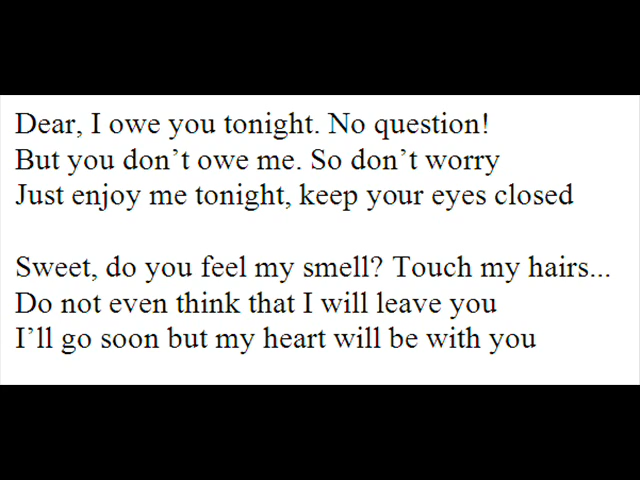 Dear, I owe you tonight. No question!
But you don’t owe me. So don’t worry
Just enjoy me tonight, keep your eyes closed
Sweet, do you feel my smell? Touch my hairs...
Do not even think that I will leave you
I’ll go soon but my heart will be with you